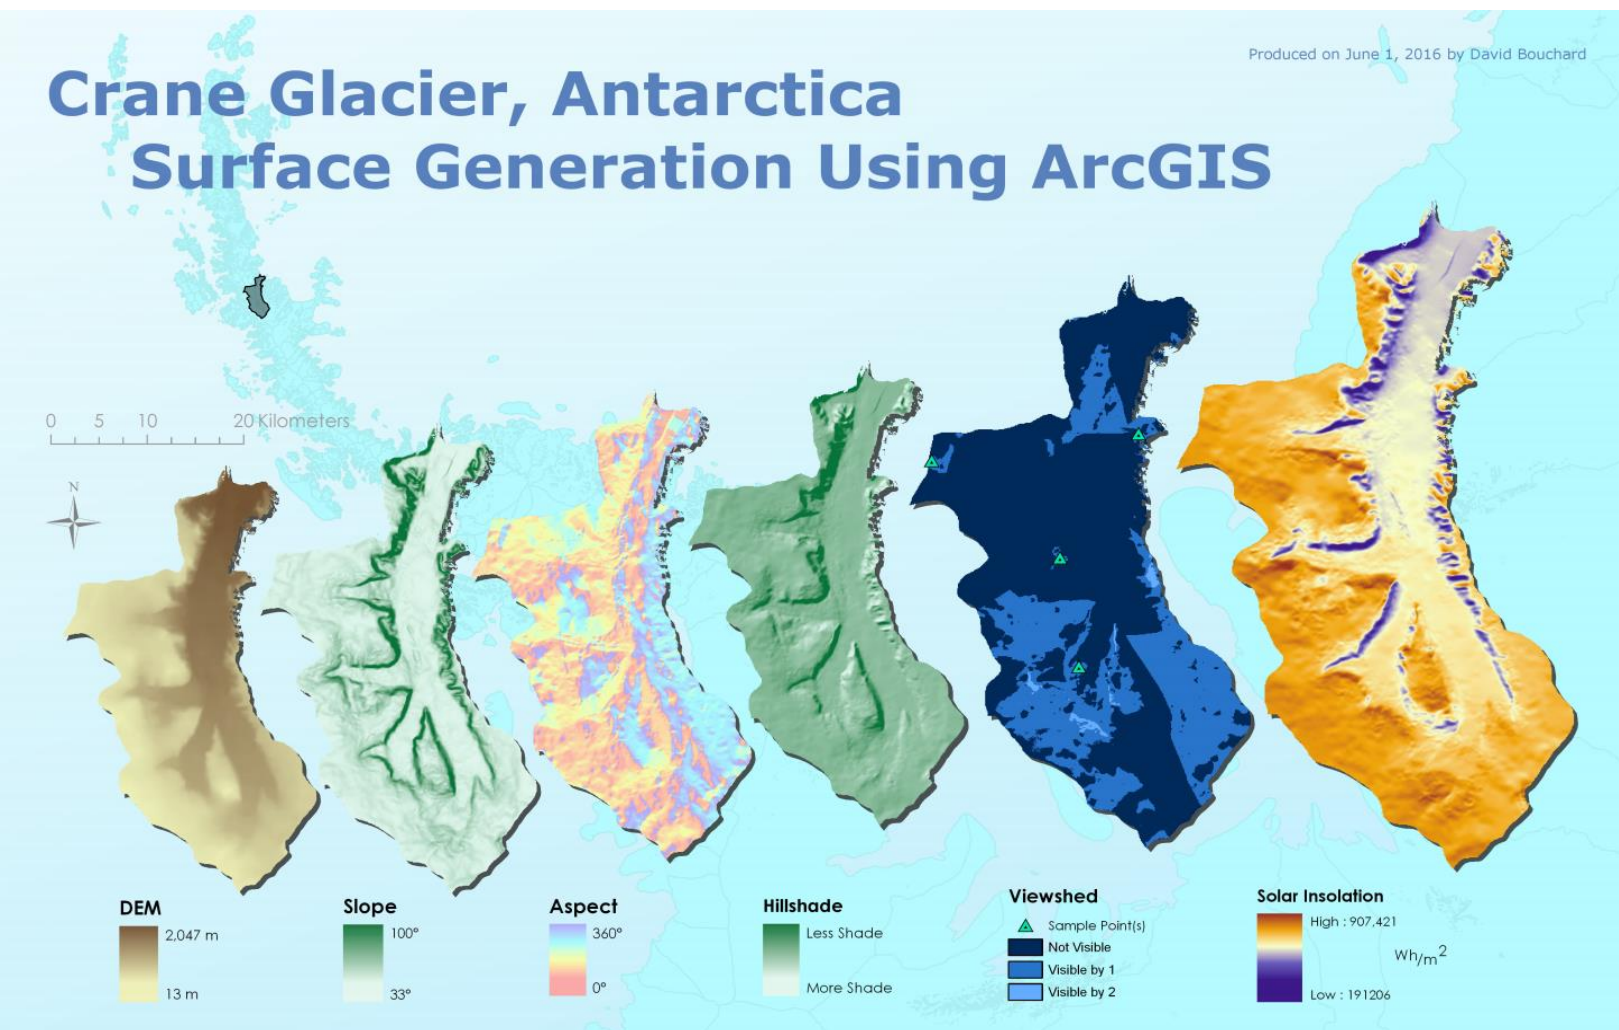 Produced on June 1, 2016 by David Bouchard
Crane Glacier, Antarctica
Surface Generation Using ArcGIS
0 5 10 20 Kilometers
N
DEM
2,047 m
13 m
Slope
100°
33°
Aspect
360°
0°
Hillshade
Less Shade
More Shade
Viewshed
Sample Point(s)
Not Visible
Visible by 1
Visible by 2
Solar Insolation
High : 907,421
Wh/m²
Low : 191206